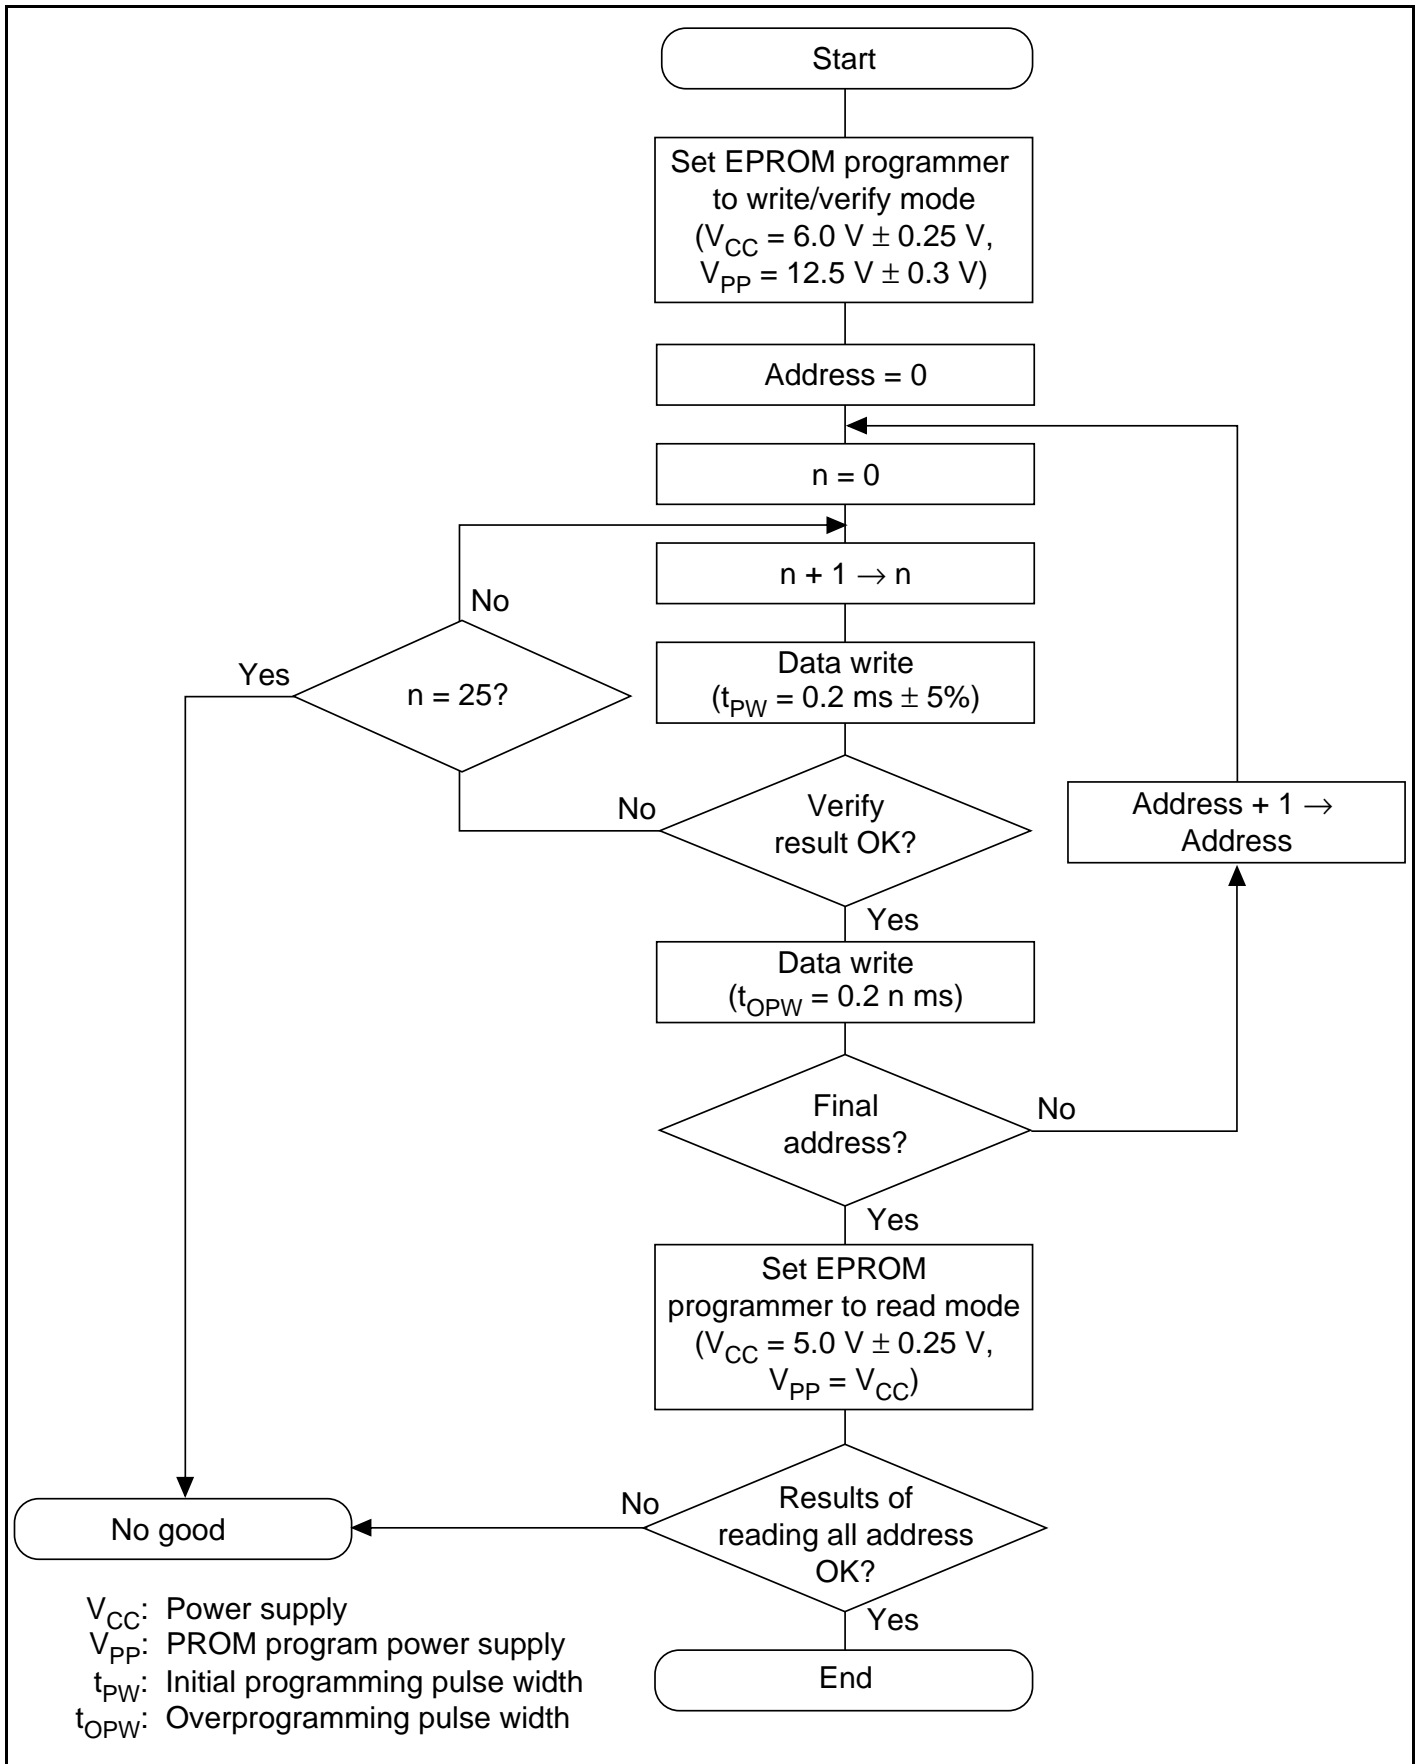 Start
Set EPROM programmer
to write/verify mode
(VCC = 6.0 V ± 0.25 V,
VPP = 12.5 V ± 0.3 V)
Address = 0
n = 0
n + 1 → n
No
Yes
n = 25?
Data write
(tPW = 0.2 ms ± 5%)
No
Verify
result OK?
Address + 1 →
Address
Yes
Data write
(tOPW = 0.2 n ms)
Final
address?
No
Yes
Set EPROM
programmer to read mode
(VCC = 5.0 V ± 0.25 V,
VPP = VCC)
No
Results of
reading all address
OK?
No good
Yes
End
VCC: Power supply
VPP: PROM program power supply
tPW: Initial programming pulse width
tOPW: Overprogramming pulse width